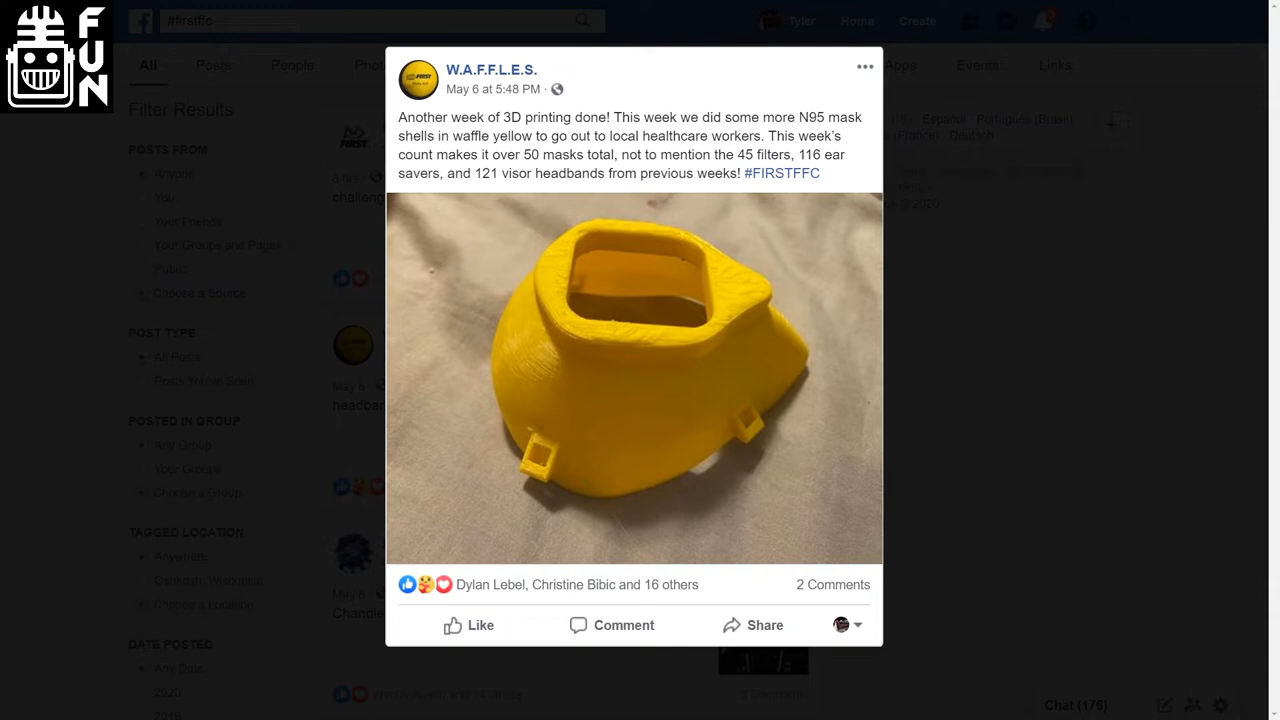 FUN
#firstffc
Tyler
Home
Create
All
Posts
People
Apps
Events
Links
Filter Results
POSTS FROM
Anyone
You
Your Friends
Your Groups and Pages
Public
Choose a Source
POST TYPE
All Posts
Posts You've Seen
POSTED IN GROUP
Any Group
Your Groups
Choose a Group
TAGGED LOCATION
Anywhere
Oshkosh, Wisconsin
Choose a Location
DATE POSTED
Any Date
2020
W.A.F.F.L.E.S.
May 6 at 5:48 PM ·
Another week of 3D printing done! This week we did some more N95 mask
shells in waffle yellow to go out to local healthcare workers. This week's
count makes it over 50 masks total, not to mention the 45 filters, 116 ear
savers, and 121 visor headbands from previous weeks! #FIRSTFFC
Dylan Lebel, Christine Bibic and 16 others
2 Comments
Like
Comment
Share
Español · Português (Brasil)
(France) · Deutsch
Chat (176)